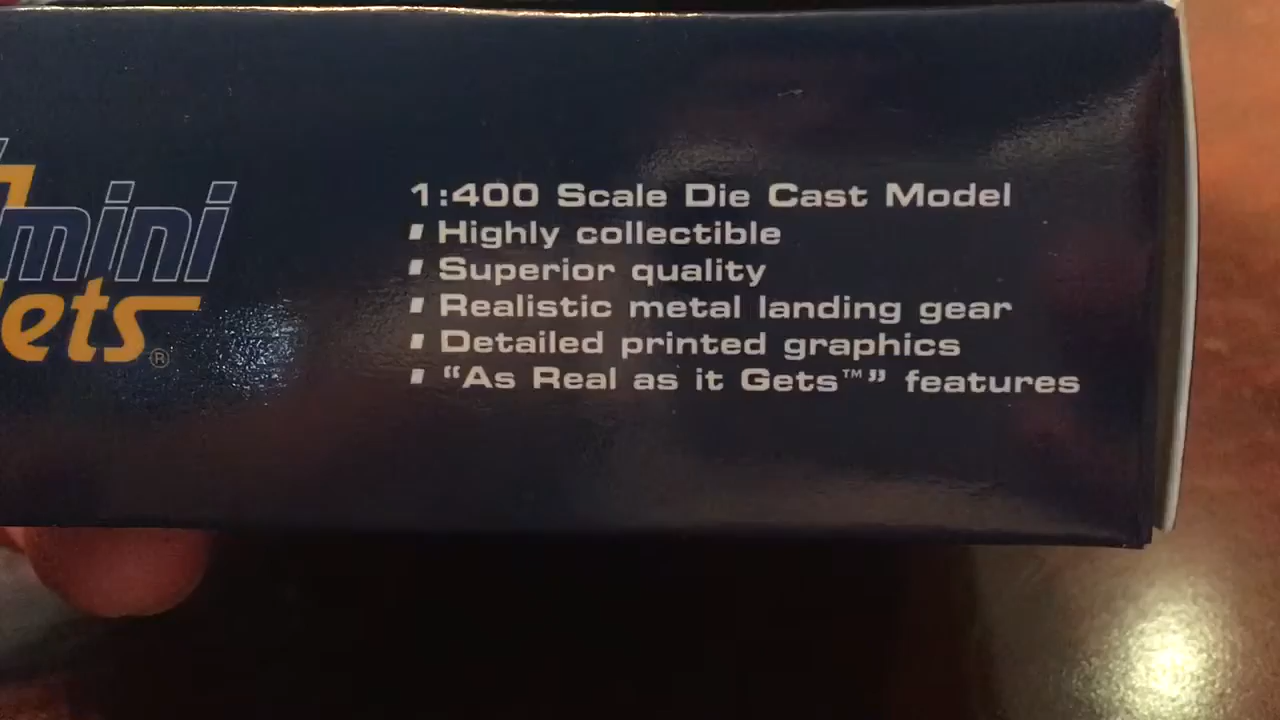 mini
1:400 Scale Die Cast Model
▪ Highly collectible
▪ Superior quality
▪ Realistic metal landing gear
▪ Detailed printed graphics
▪ “As Real as it Gets™” features